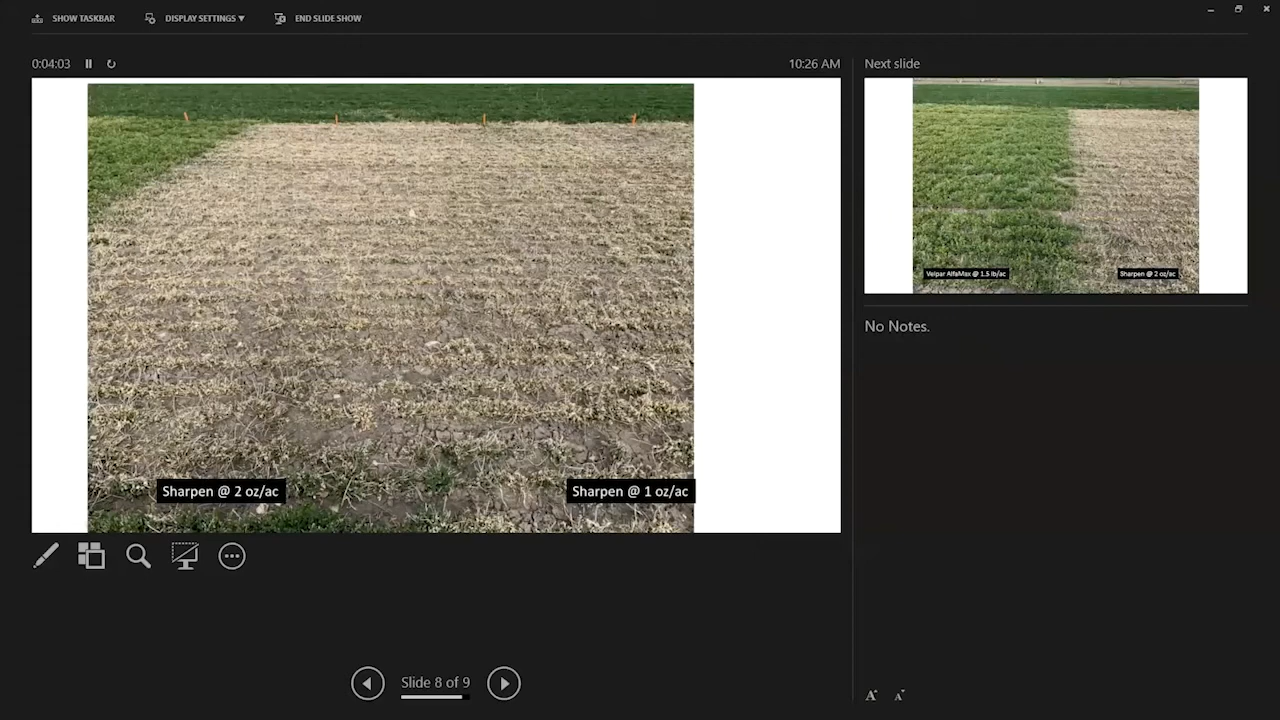 SHOW TASKBAR
DISPLAY SETTINGS ▼
END SLIDE SHOW
0:04:03
10:26 AM
Next slide
Sharpen @ 2 oz/ac
Sharpen @ 1 oz/ac
Velpar AlfaMax @ 1.5 lb/ac
Sharpen @ 2 oz/ac
No Notes.
Slide 8 of 9
A
A